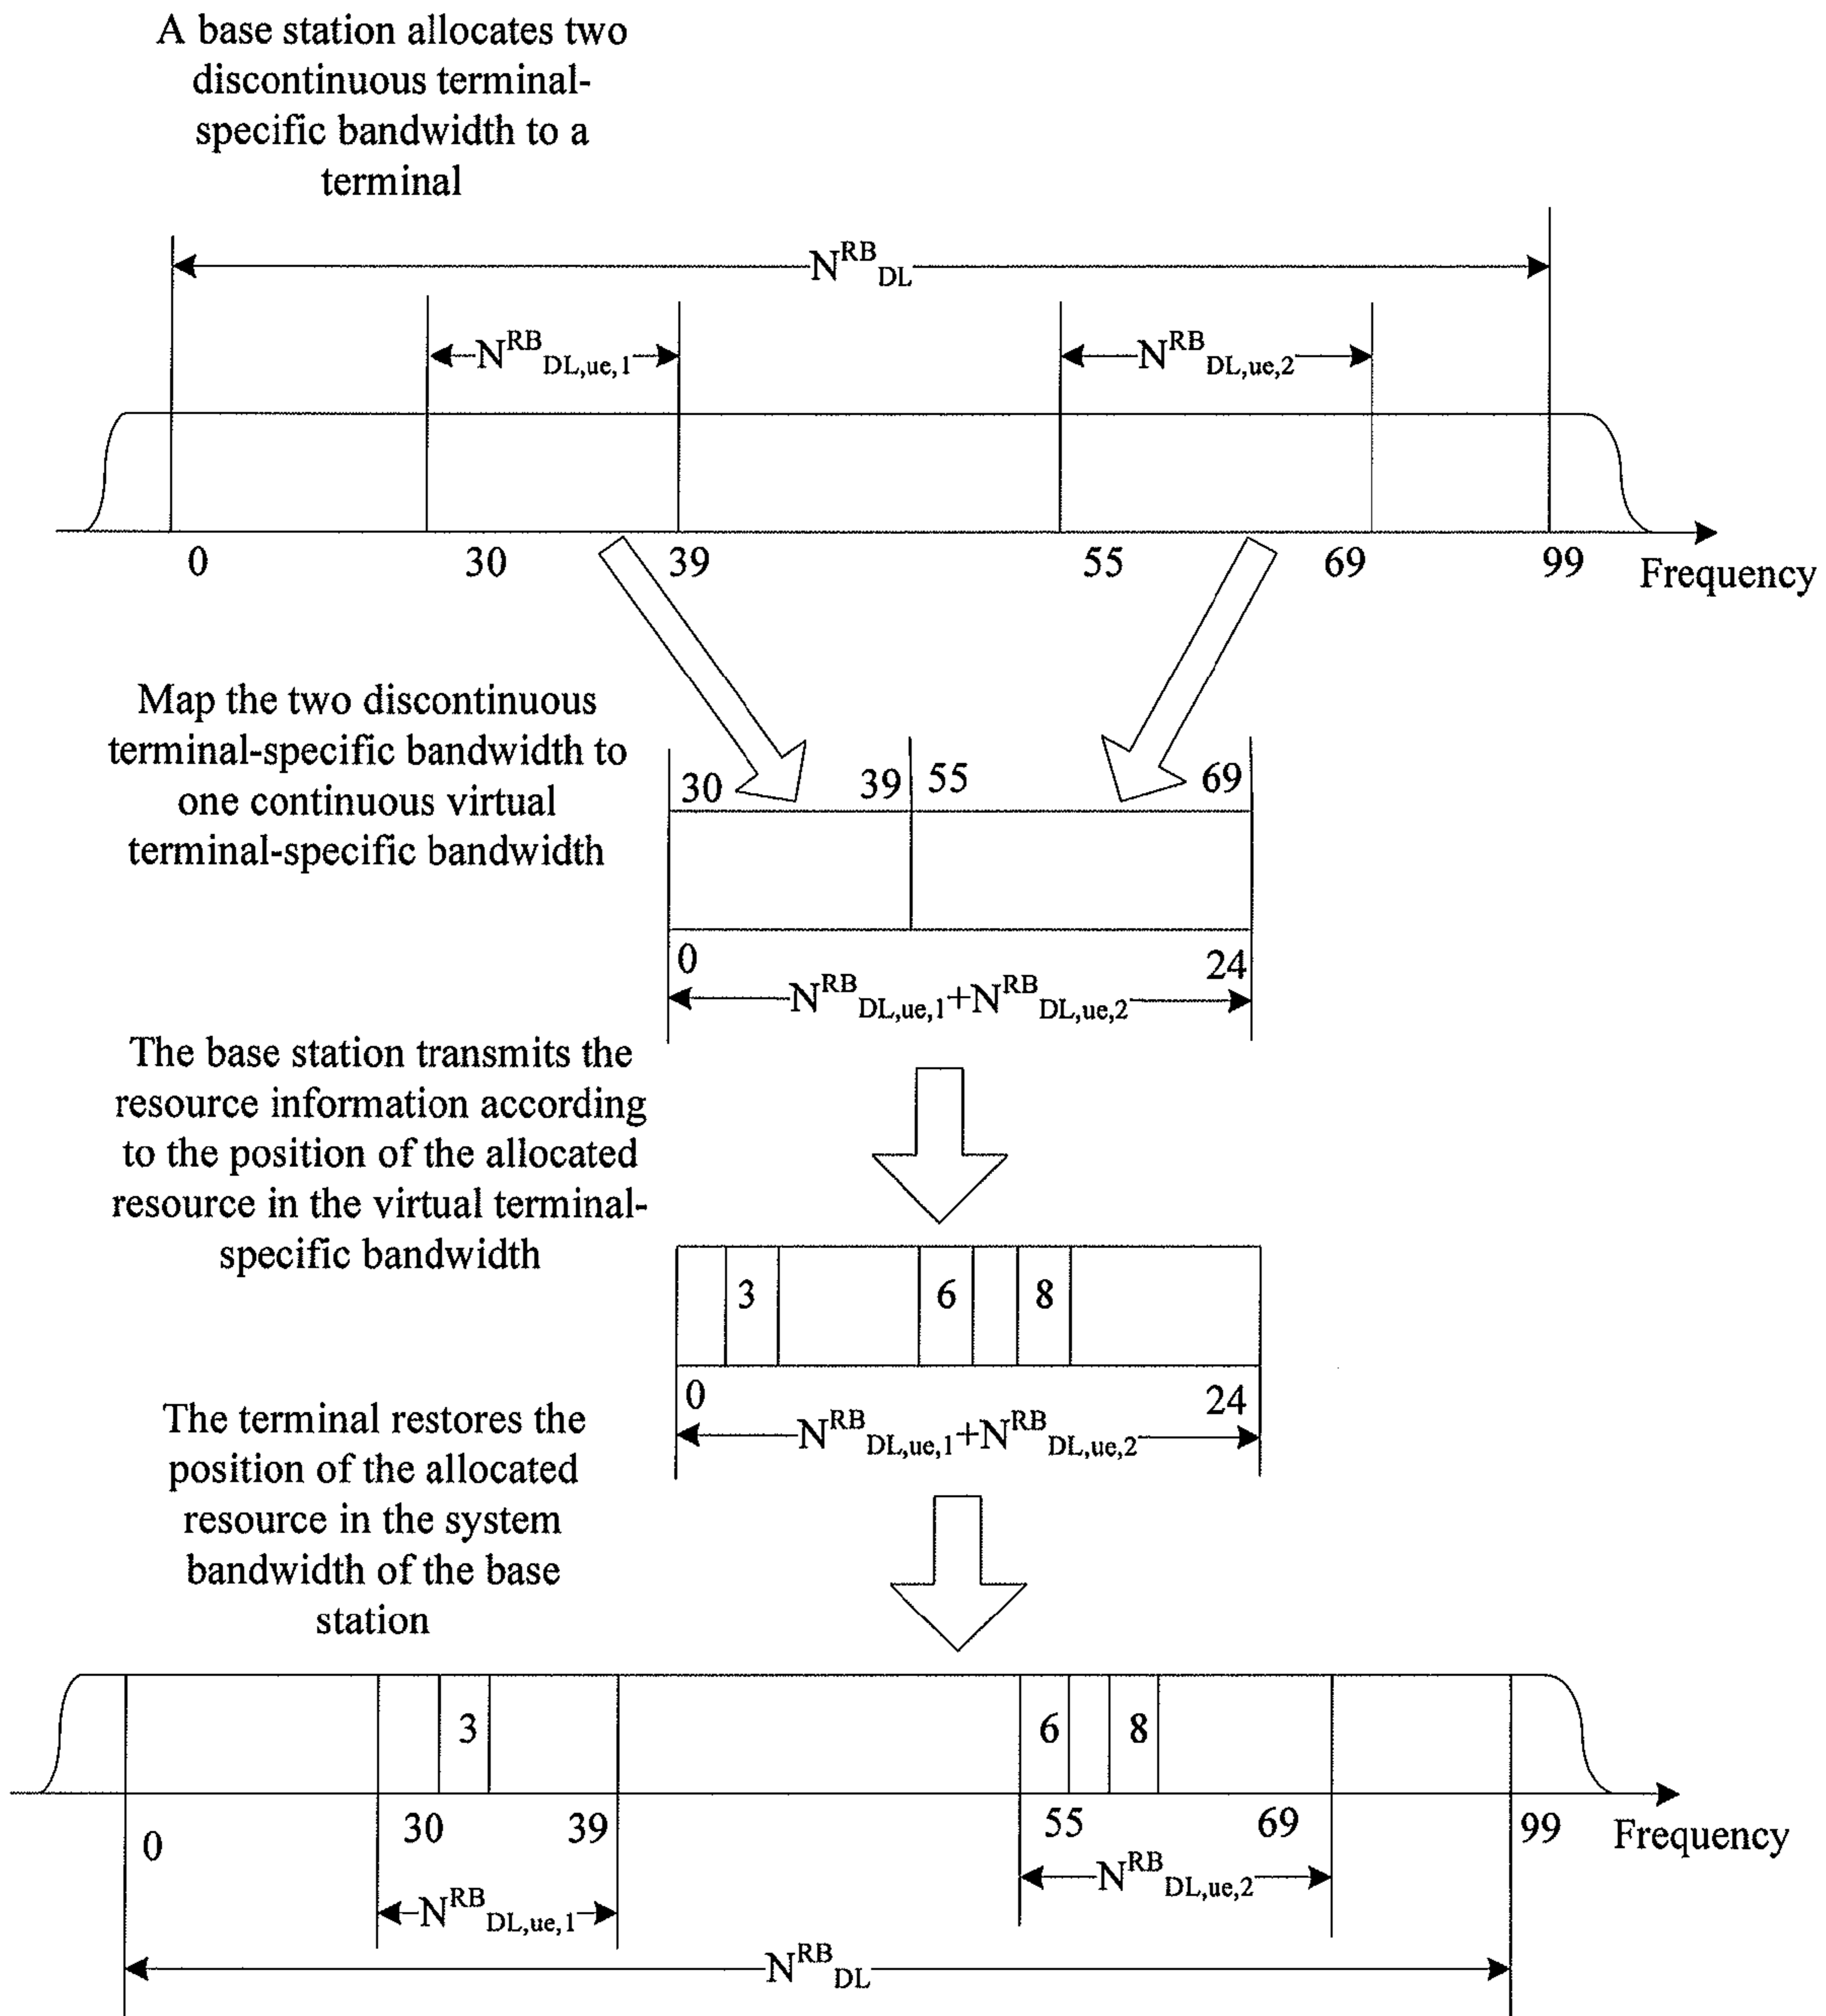 A base station allocates two
discontinuous terminal-
specific bandwidth to a
terminal
N^RB_DL
N^RB_DL,ue,1
N^RB_DL,ue,2
0
30
39
55
69
99
Frequency
Map the two discontinuous
terminal-specific bandwidth to
one continuous virtual
terminal-specific bandwidth
30
39
55
69
0
24
N^RB_DL,ue,1+N^RB_DL,ue,2
The base station transmits the
resource information according
to the position of the allocated
resource in the virtual terminal-
specific bandwidth
3
6
8
0
24
N^RB_DL,ue,1+N^RB_DL,ue,2
The terminal restores the
position of the allocated
resource in the system
bandwidth of the base
station
3
6
8
0
30
39
55
69
99
Frequency
N^RB_DL,ue,1
N^RB_DL,ue,2
N^RB_DL